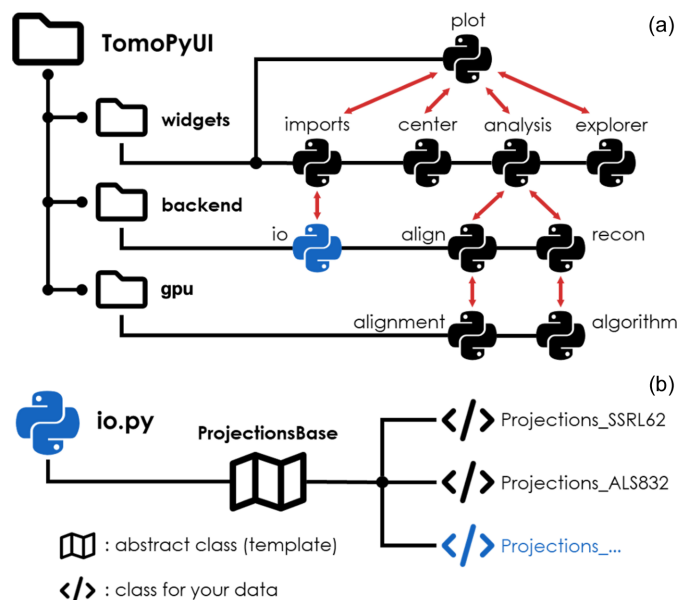 (a)
plot
TomoPyUI
widgets
imports
center
analysis
explorer
backend
io
align
recon
gpu
alignment
algorithm
(b)
io.py
ProjectionsBase
Projections_SSRL62
Projections_ALS832
Projections_...
: abstract class (template)
: class for your data